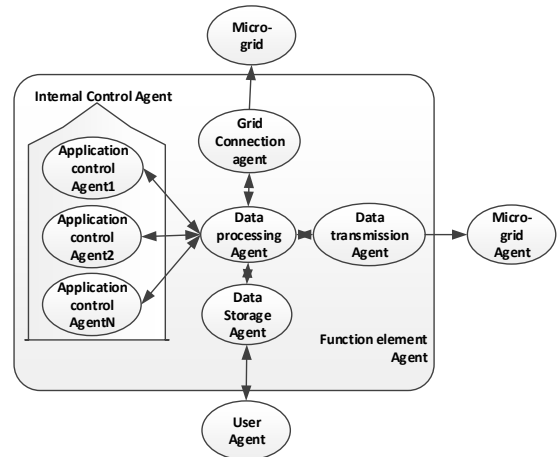 Micro-
grid
Internal Control Agent
Grid
Connection
agent
Application
control
Agent1
Application
control
Agent2
Application
control
AgentN
Data
processing
Agent
Data
transmission
Agent
Micro-
grid
Agent
Data
Storage
Agent
Function element
Agent
User
Agent